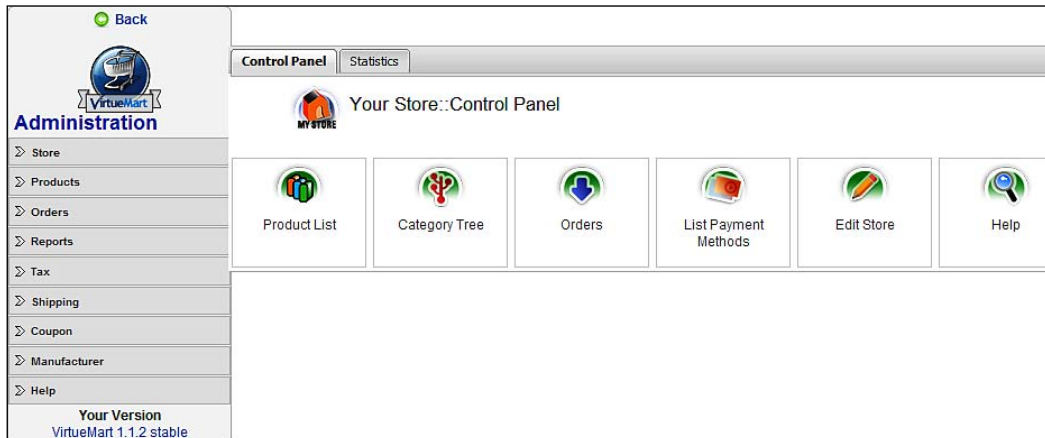 Back
VirtueMart
Administration
Store
Products
Orders
Reports
Tax
Shipping
Coupon
Manufacturer
Help
Your Version
VirtueMart 1.1.2 stable
Control Panel Statistics
MY STORE
Your Store::Control Panel
Product List
Category Tree
Orders
List Payment
Methods
Edit Store
Help